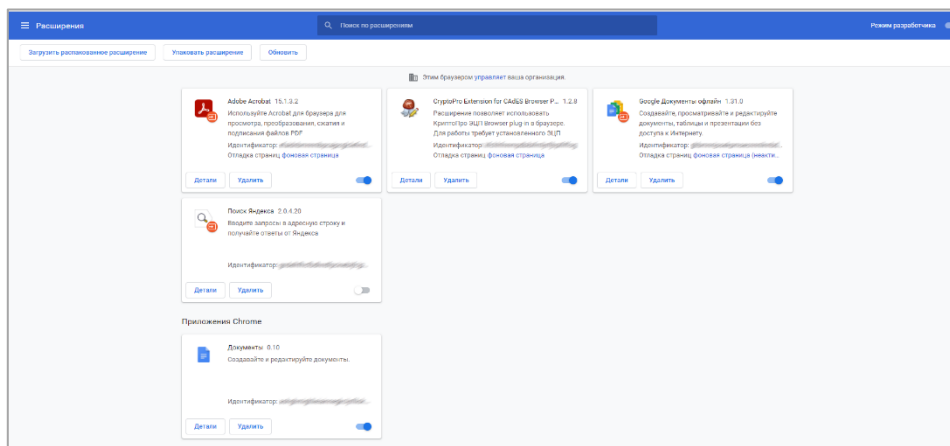 Расширения
Поиск по расширениям
Режим разработчика
Загрузить распакованное расширение
Упаковать расширение
Обновить
Этим браузером управляет ваша организация.
Adobe Acrobat 15.1.3.2
Используйте Acrobat для браузера для
просмотра, преобразования, сжатия и
подписания файлов PDF
Идентификатор:
Отладка страниц фоновая страница
Детали
Удалить
CryptoPro Extension for CAdES Browser P... 1.2.8
Расширение позволяет использовать
КриптоПро ЭЦП Browser plug-in в браузере.
Для работы требует установленного ЭЦП
Идентификатор:
Отладка страниц фоновая страница
Детали
Удалить
Google Документы офлайн 1.31.0
Создавайте, просматривайте и редактируйте
документы, таблицы и презентации без
доступа к Интернету.
Идентификатор:
Отладка страниц фоновая страница (неакти...
Детали
Удалить
Поиск Яндекса 2.0.4.20
Вводите запросы в адресную строку и
получайте ответы от Яндекса
Идентификатор:
Детали
Удалить
Приложения Chrome
Документы 0.10
Создавайте и редактируйте документы.
Идентификатор:
Детали
Удалить